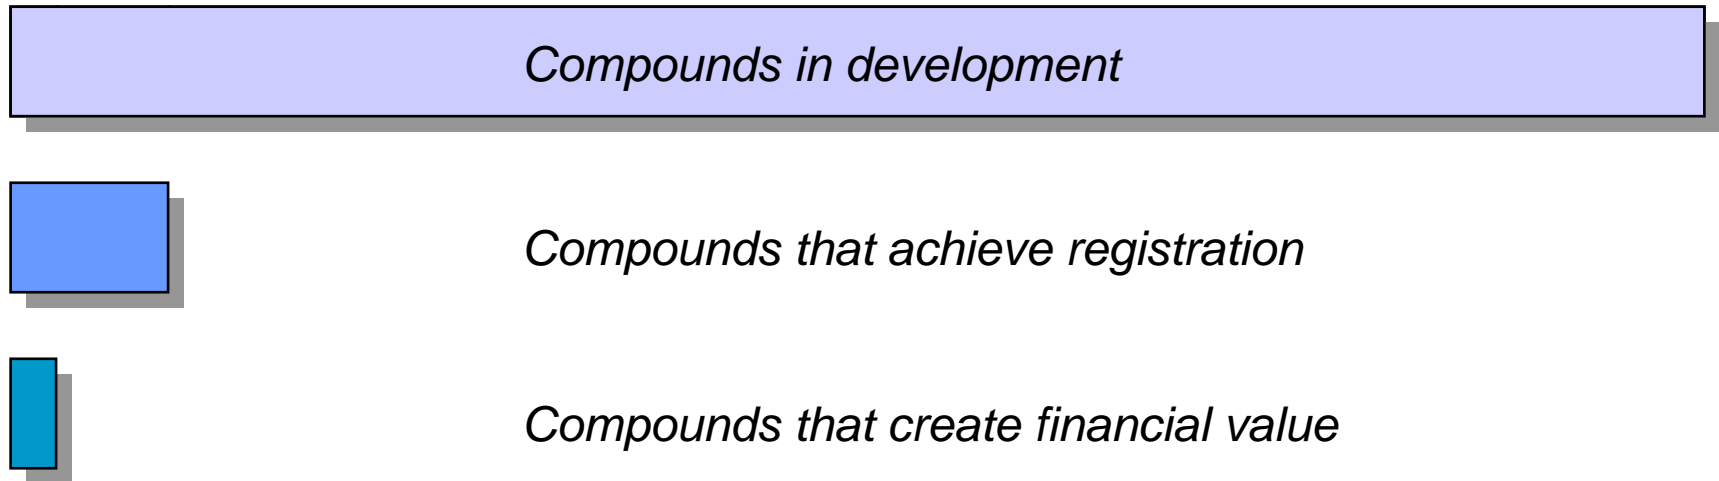 Compounds in development
Compounds that achieve registration
Compounds that create financial value